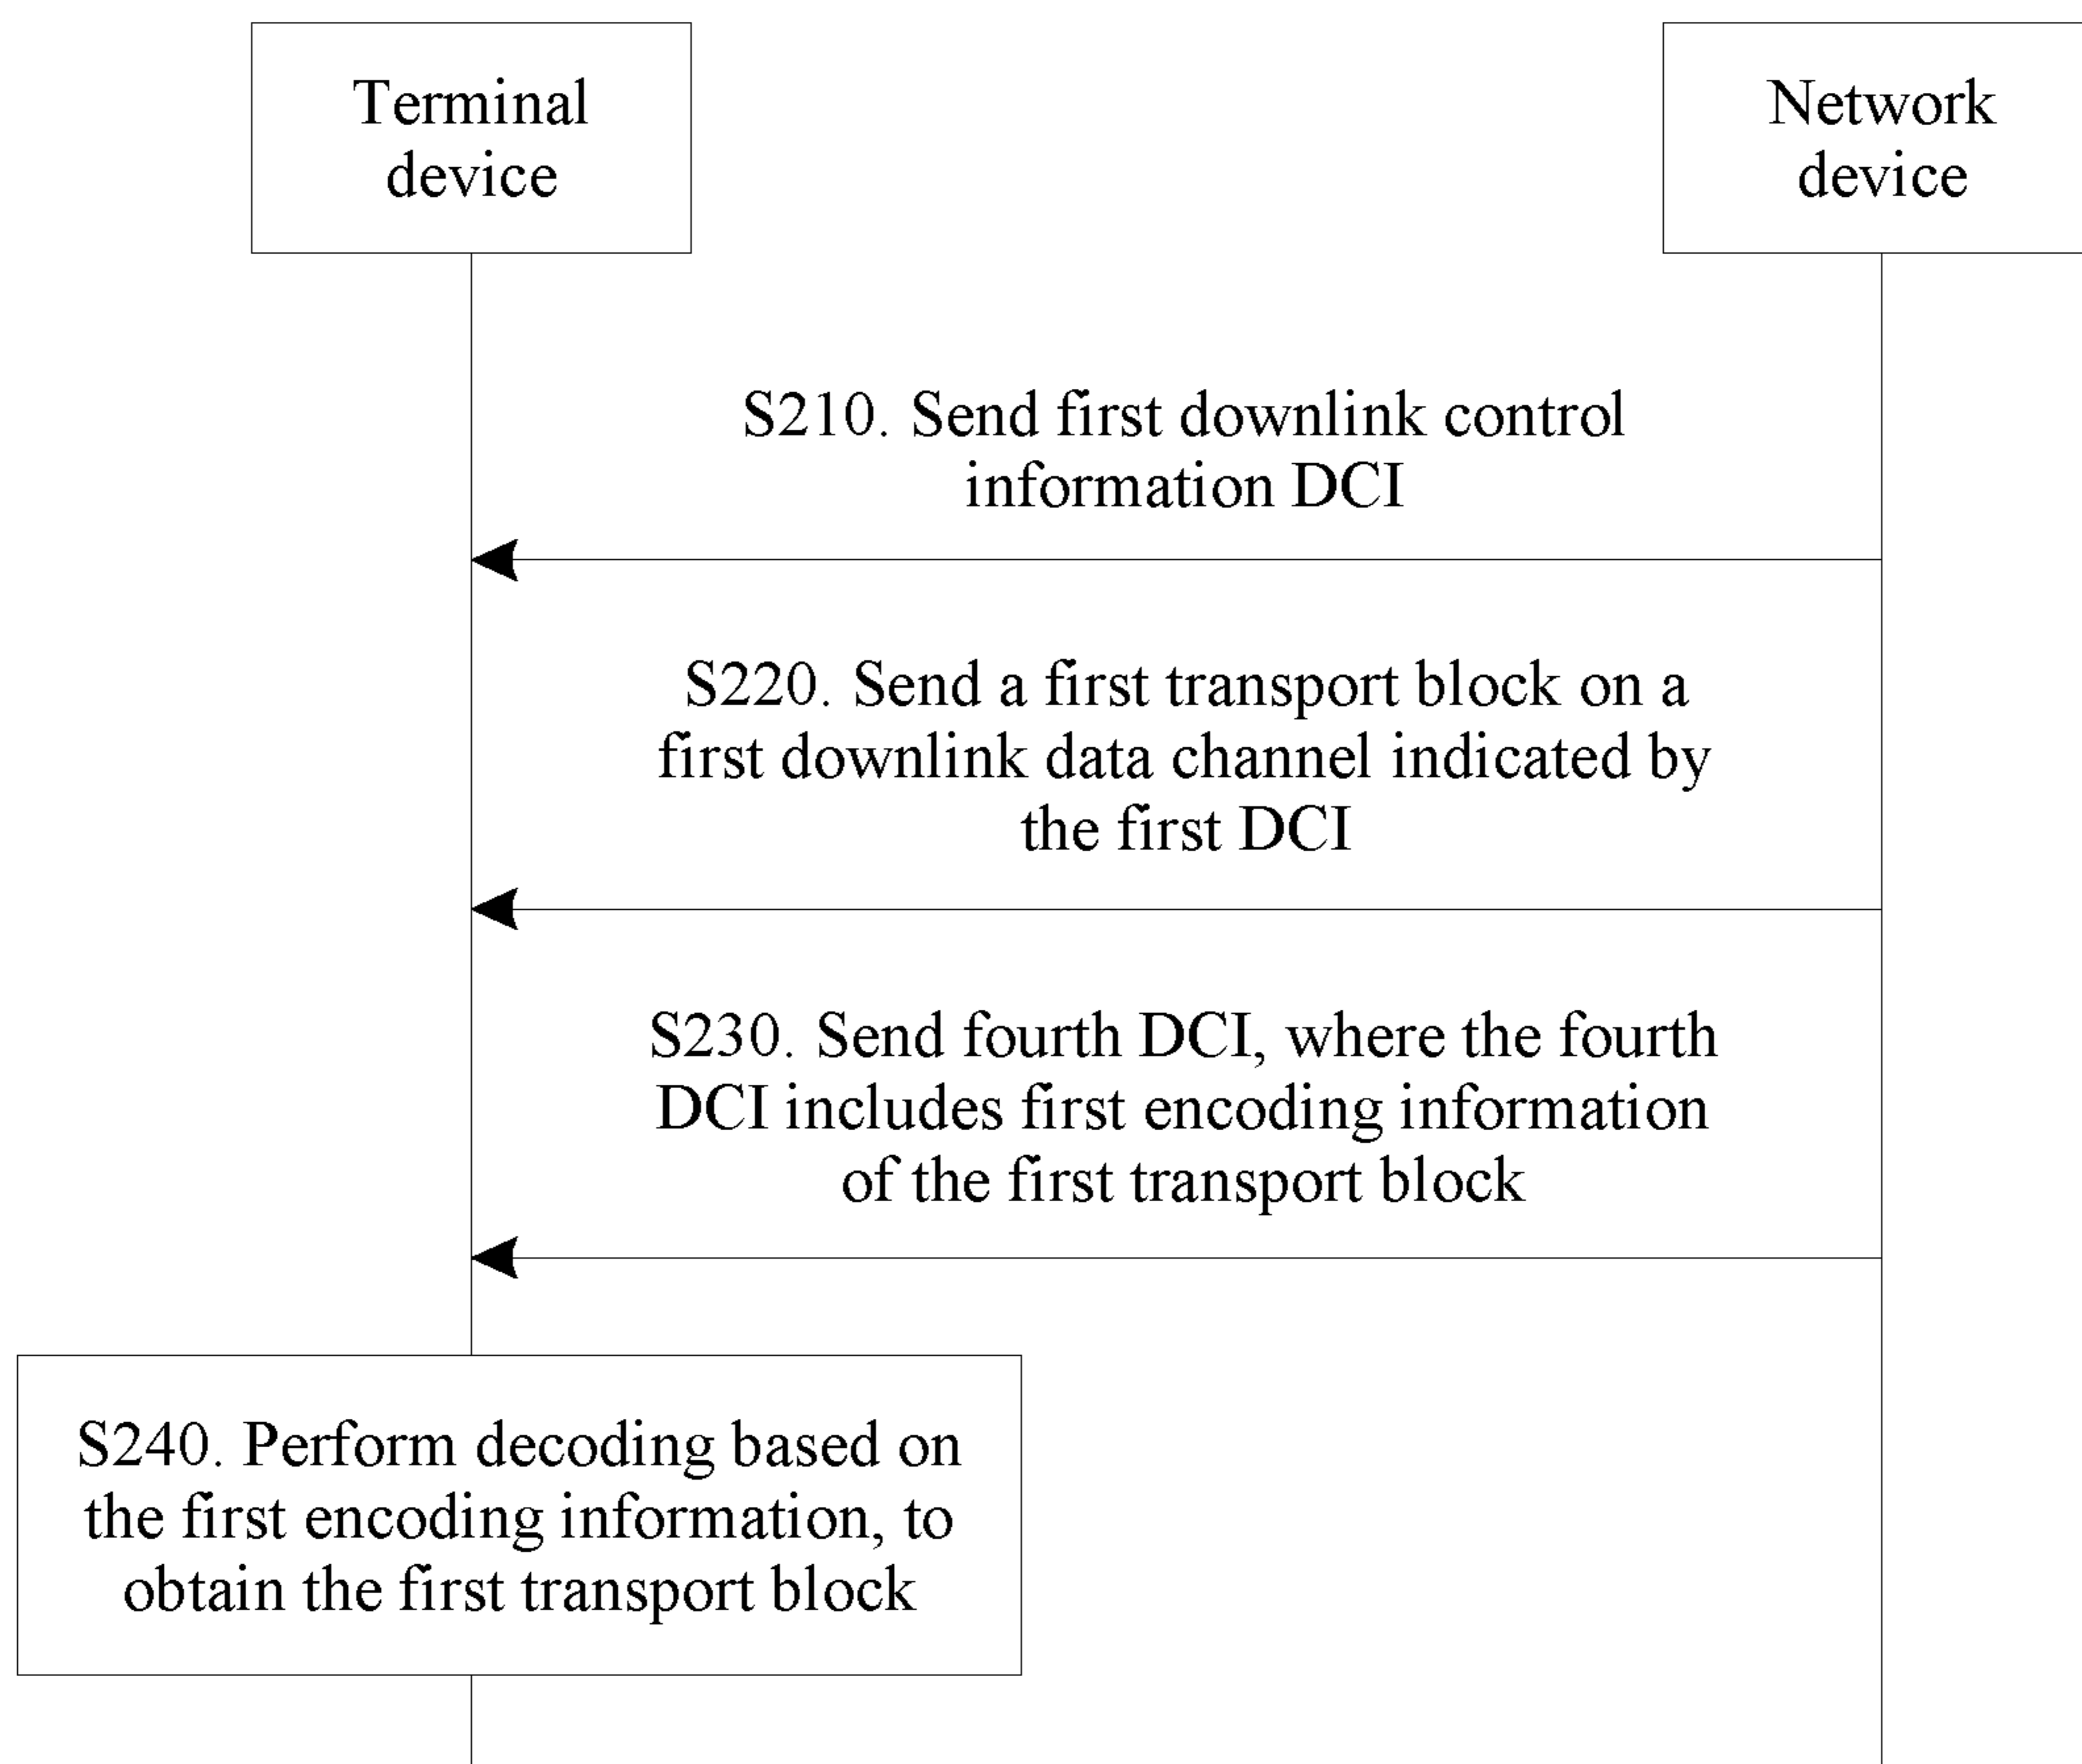 Terminal
device
Network
device
S210. Send first downlink control
information DCI
S220. Send a first transport block on a
first downlink data channel indicated by
the first DCI
S230. Send fourth DCI, where the fourth
DCI includes first encoding information
of the first transport block
S240. Perform decoding based on
the first encoding information, to
obtain the first transport block